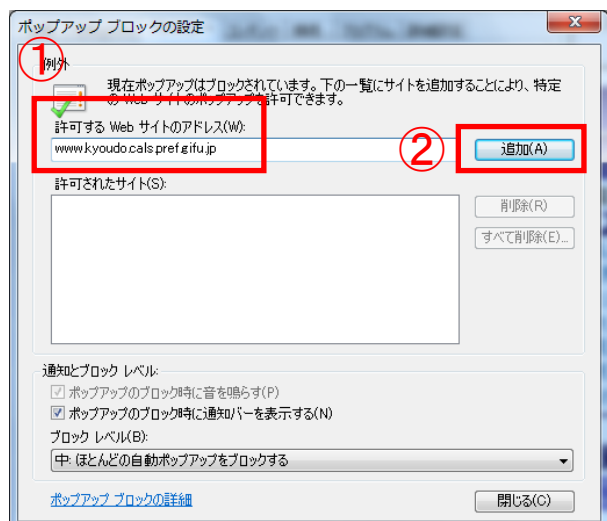 ポップアップ ブロックの設定
①
例外
現在ポップアップはブロックされています。下の一覧にサイトを追加することにより、特定
の Web サイトのポップアップを許可できます。
許可する Web サイトのアドレス(W):
www.kyoudo.cals.pref.gifu.jp
②
追加(A)
許可されたサイト(S):
削除(R)
すべて削除(E)...
通知とブロック レベル:
ポップアップのブロック時に音を鳴らす(P)
ポップアップのブロック時に通知バーを表示する(N)
ブロック レベル(B):
中: ほとんどの自動ポップアップをブロックする
ポップアップ ブロックの詳細
閉じる(C)